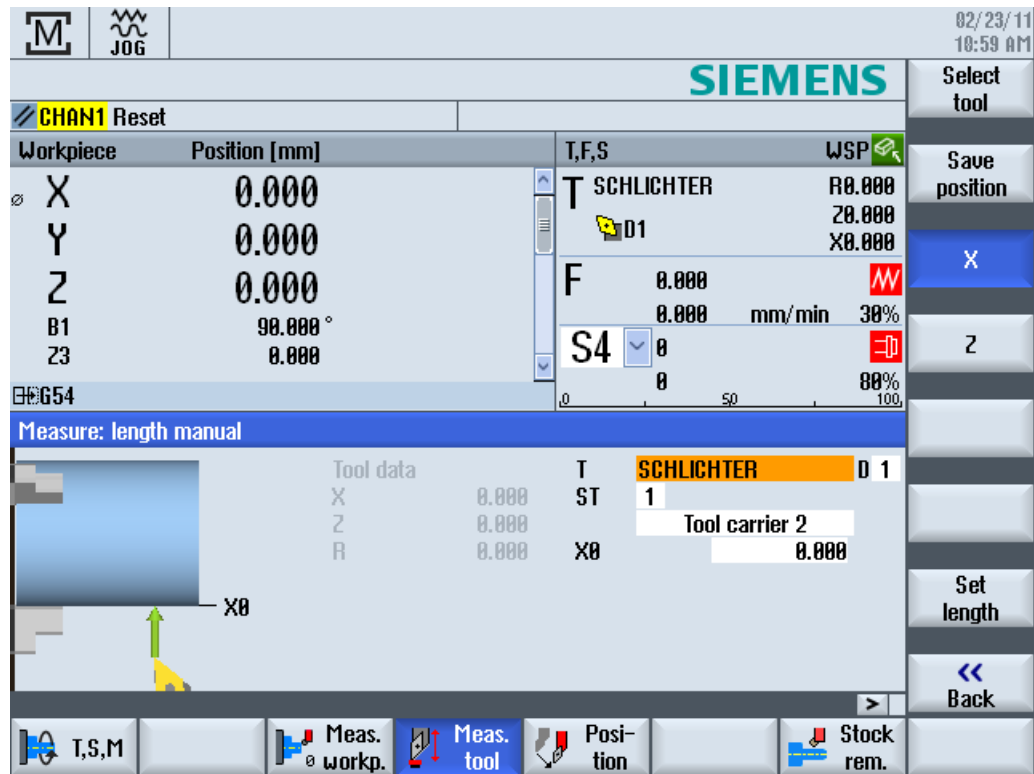 M
JOG
02/23/11
10:59 AM
SIEMENS
CHAN1 Reset
Workpiece Position [mm]
T,F,S WSP
⌀ X 0.000
Y 0.000
Z 0.000
B1 90.000 °
Z3 0.000
G54
T SCHLICHTER R0.000
Z0.000
D1
X0.000
F 0.000
0.000 mm/min 30%
S4 0
0 80%
0 50 100
Measure: length manual
Tool data
X 0.000
Z 0.000
R 0.000
T SCHLICHTER D 1
ST 1
Tool carrier 2
X0 0.000
X0
Select
tool
Save
position
X
Z
Set
length
<<
Back
>
T,S,M
Meas.
0 workp.
Meas.
tool
Posi-
tion
Stock
rem.